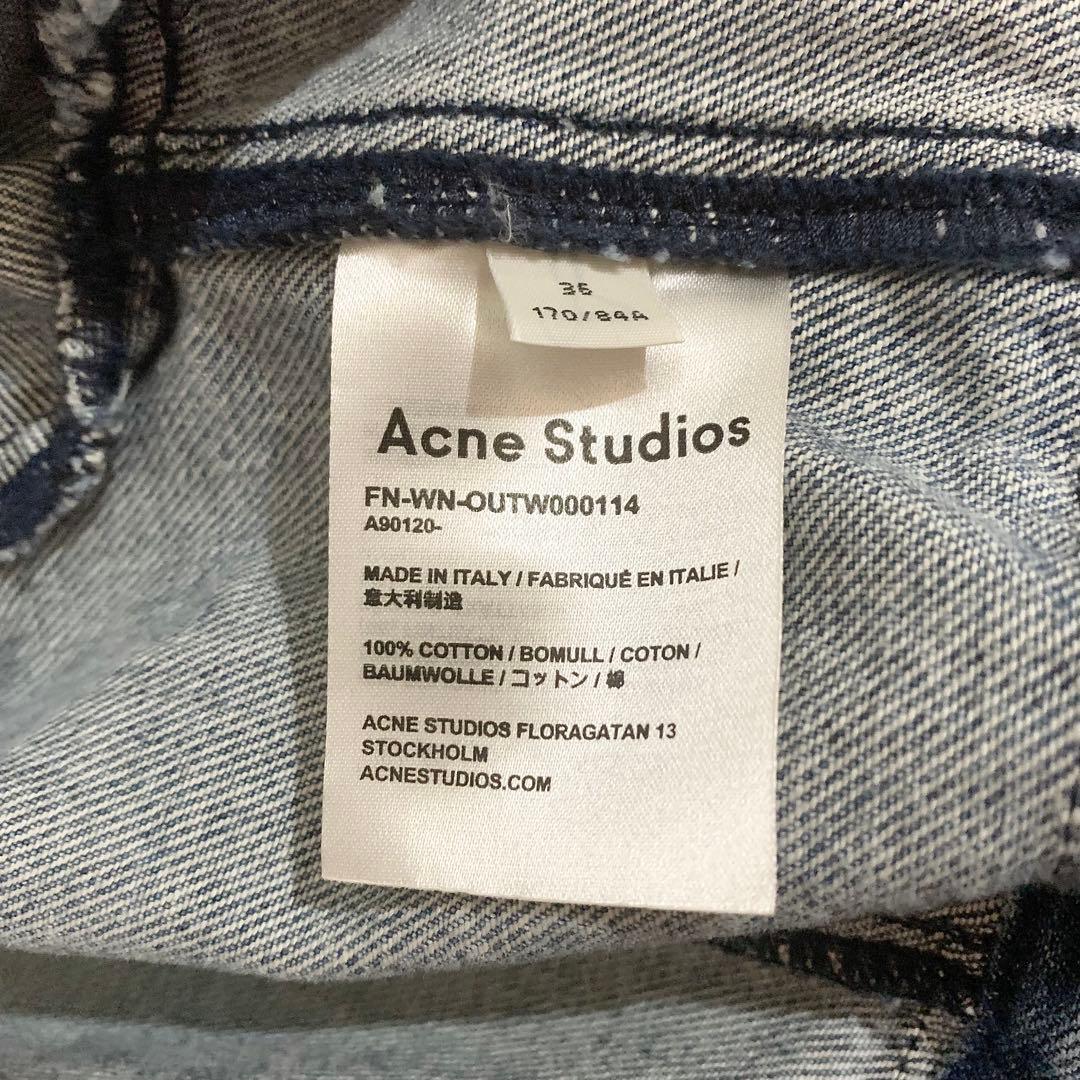 36
170/84A
Acne Studios
FN-WN-OUTW000114
A90120-
MADE IN ITALY / FABRIQUÉ EN ITALIE /
意大利制造
100% COTTON / BOMULL / COTON /
BAUMWOLLE / コットン / 綿
ACNE STUDIOS FLORAGATAN 13
STOCKHOLM
ACNESTUDIOS.COM